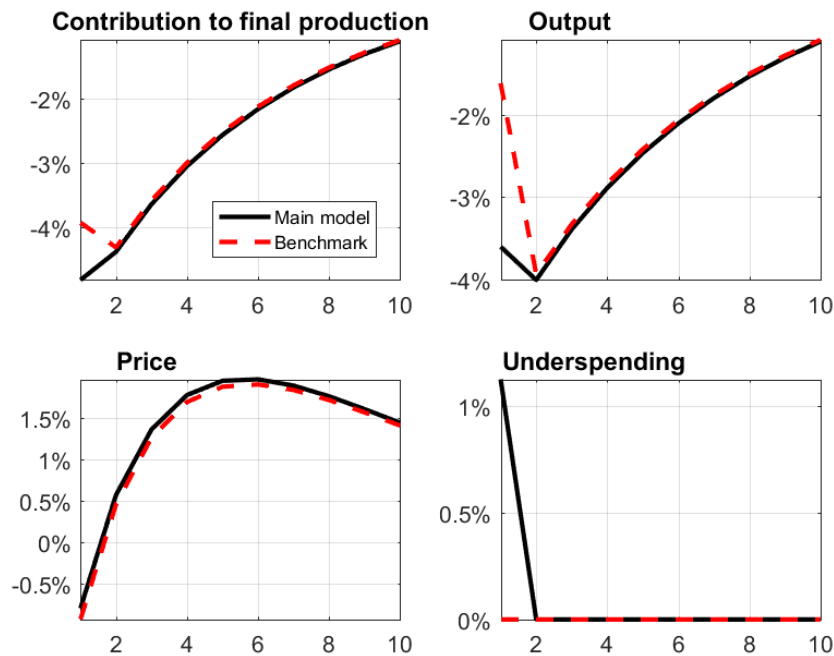 Contribution to final production
-2%
-3%
-4%
Main model
Benchmark
2 4 6 8 10
Output
-2%
-3%
-4%
2 4 6 8 10
Price
1.5%
1%
0.5%
0%
-0.5%
2 4 6 8 10
Underspending
1%
0.5%
0%
2 4 6 8 10